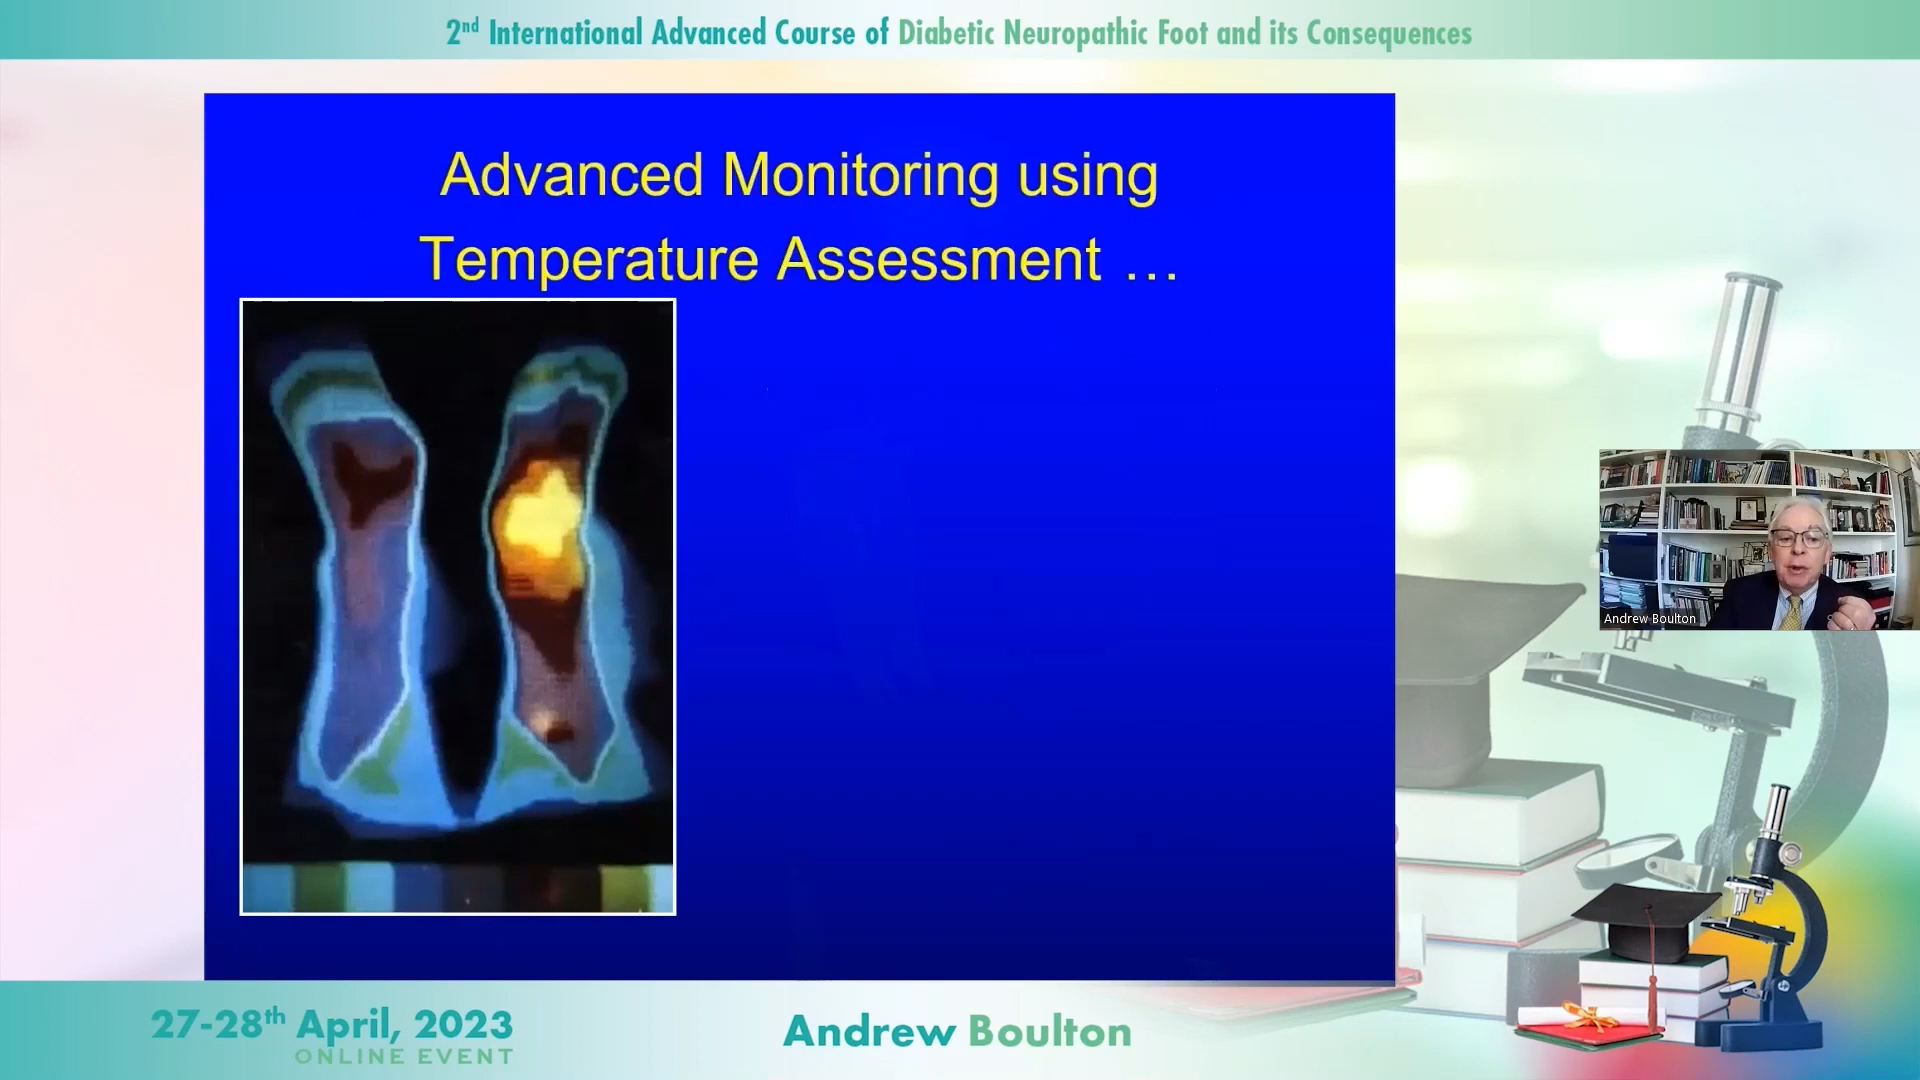 2nd International Advanced Course of Diabetic Neuropathic Foot and its Consequences
Advanced Monitoring using
Temperature Assessment …
Andrew Boulton
27-28th April, 2023
ONLINE EVENT
Andrew Boulton